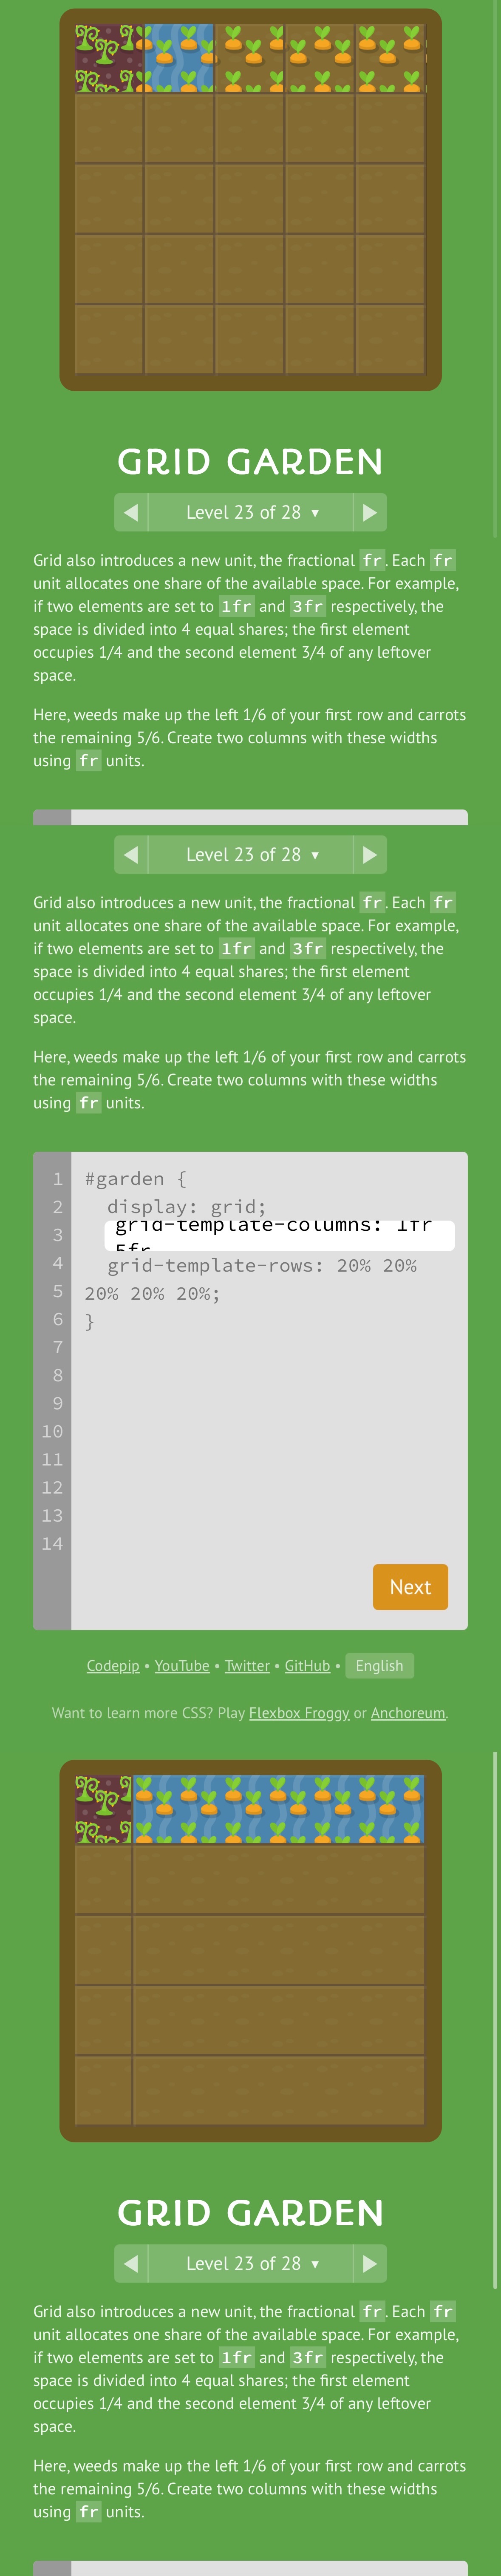 GRID GARDEN
Level 23 of 28 ▼
Grid also introduces a new unit, the fractional fr. Each fr
unit allocates one share of the available space. For example,
if two elements are set to 1fr and 3fr respectively, the
space is divided into 4 equal shares; the first element
occupies 1/4 and the second element 3/4 of any leftover
space.
Here, weeds make up the left 1/6 of your first row and carrots
the remaining 5/6. Create two columns with these widths
using fr units.
Level 23 of 28 ▼
Grid also introduces a new unit, the fractional fr. Each fr
unit allocates one share of the available space. For example,
if two elements are set to 1fr and 3fr respectively, the
space is divided into 4 equal shares; the first element
occupies 1/4 and the second element 3/4 of any leftover
space.
Here, weeds make up the left 1/6 of your first row and carrots
the remaining 5/6. Create two columns with these widths
using fr units.
1 #garden {
2 display: grid;
3 grid-template-columns: 1fr
5fr
4 grid-template-rows: 20% 20%
5 20% 20% 20%;
6 }
7
8
9
10
11
12
13
14
Next
Codepip • YouTube • Twitter • GitHub • English
Want to learn more CSS? Play Flexbox Froggy or Anchoreum.
GRID GARDEN
Level 23 of 28 ▼
Grid also introduces a new unit, the fractional fr. Each fr
unit allocates one share of the available space. For example,
if two elements are set to 1fr and 3fr respectively, the
space is divided into 4 equal shares; the first element
occupies 1/4 and the second element 3/4 of any leftover
space.
Here, weeds make up the left 1/6 of your first row and carrots
the remaining 5/6. Create two columns with these widths
using fr units.